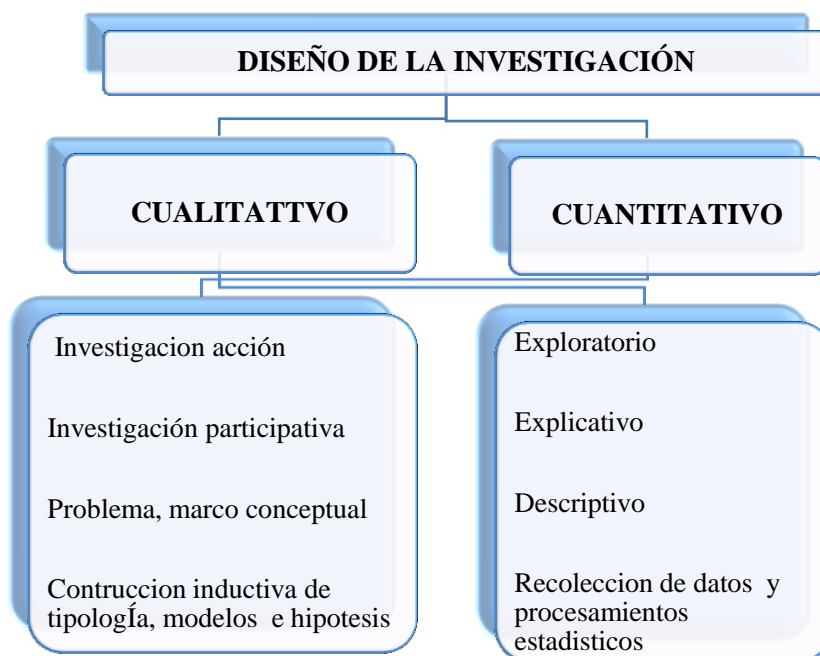 DISEÑO DE LA INVESTIGACIÓN
CUALITATTVO
CUANTITATIVO
Investigacion acción
Investigación participativa
Problema, marco conceptual
Contruccion inductiva de
tipologÍa, modelos e hipotesis
Exploratorio
Explicativo
Descriptivo
Recoleccion de datos y
procesamientos
estadisticos